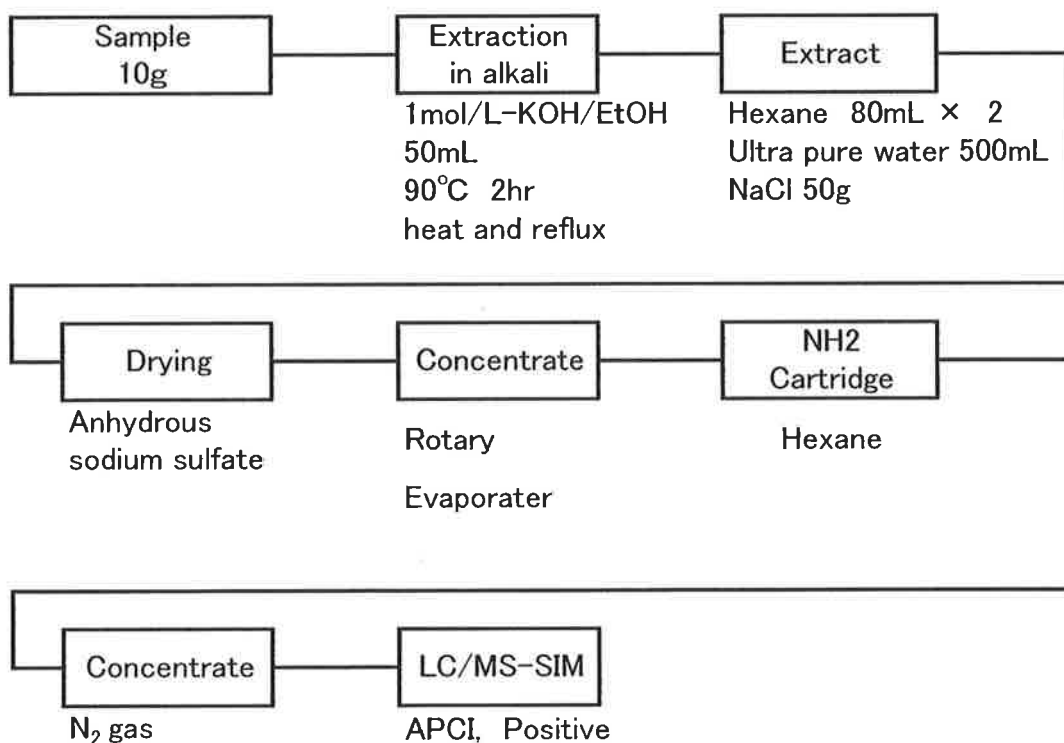 Sample
10g
Extraction
in alkali
1mol/L-KOH/EtOH
50mL
90°C 2hr
heat and reflux
Extract
Hexane 80mL × 2
Ultra pure water 500mL
NaCl 50g
Drying
Anhydrous
sodium sulfate
Concentrate
Rotary
Evaporater
NH2
Cartridge
Hexane
Concentrate
N₂ gas
LC/MS-SIM
APCI, Positive